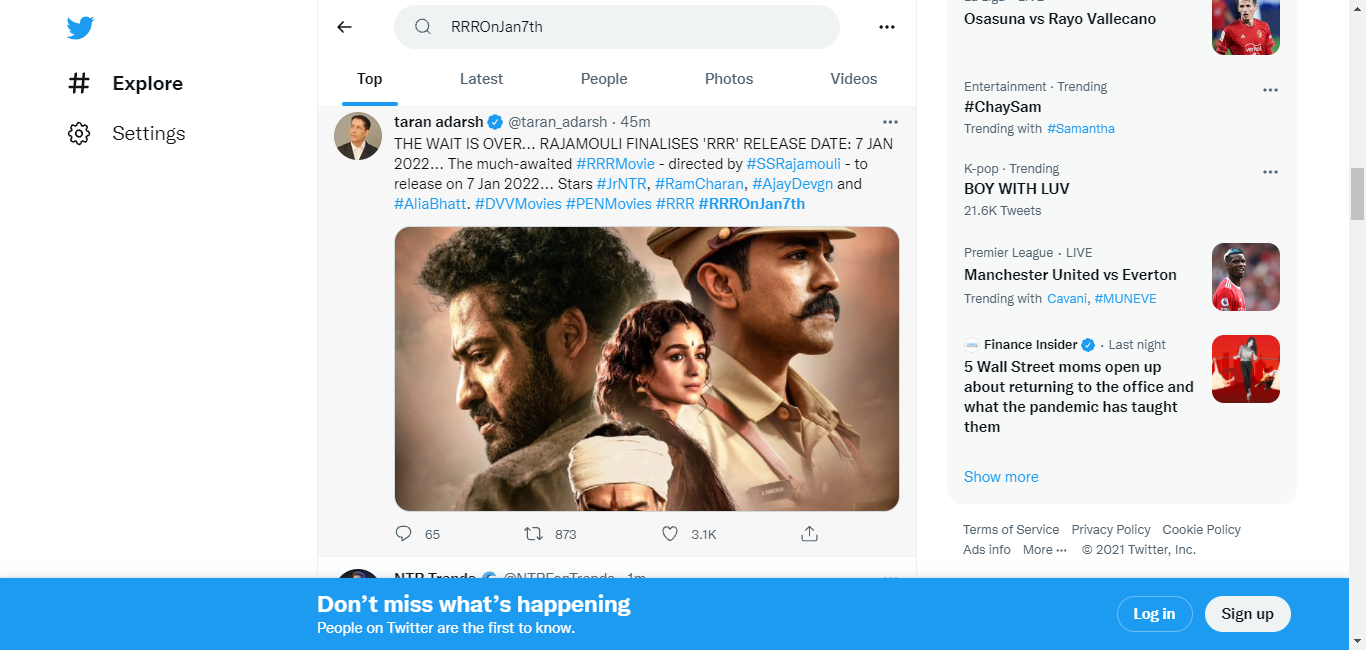 RRROnJan7th
Explore
Settings
Top
Latest
People
Photos
Videos
taran adarsh @taran_adarsh · 45m
THE WAIT IS OVER... RAJAMOULI FINALISES 'RRR' RELEASE DATE: 7 JAN
2022... The much-awaited #RRRMovie - directed by #SSRajamouli - to
release on 7 Jan 2022... Stars #JrNTR, #RamCharan, #AjayDevgn and
#AliaBhatt. #DVVMovies #PENMovies #RRR #RRROnJan7th
65
873
3.1K
NTR Trends @NTRFanTrends · 1m
Osasuna vs Rayo Vallecano
Entertainment · Trending
#ChaySam
Trending with #Samantha
K-pop · Trending
BOY WITH LUV
21.6K Tweets
Premier League · LIVE
Manchester United vs Everton
Trending with Cavani, #MUNEVE
Finance Insider · Last night
5 Wall Street moms open up
about returning to the office and
what the pandemic has taught
them
Show more
Terms of Service Privacy Policy Cookie Policy
Ads info More ··· © 2021 Twitter, Inc.
Don’t miss what’s happening
People on Twitter are the first to know.
Log in
Sign up